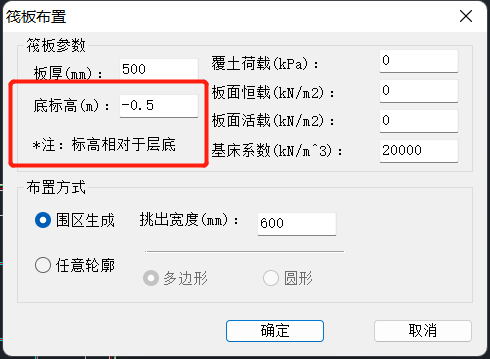 筏板布置
筏板参数
板厚(mm): 500
覆土荷载(kPa): 0
底标高(m): -0.5
板面恒载(kN/m2): 0
板面活载(kN/m2): 0
*注: 标高相对于层底
基床系数(kN/m^3): 20000
布置方式
围区生成 挑出宽度(mm): 600
任意轮廓
多边形 圆形
确定 取消